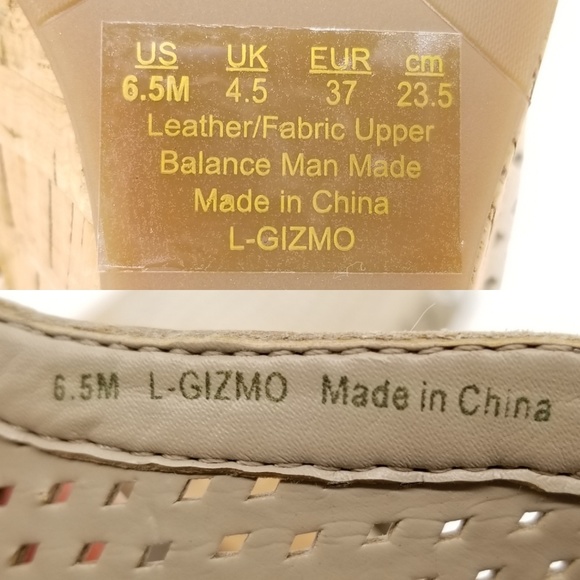 US UK EUR cm
6.5M 4.5 37 23.5
Leather/Fabric Upper
Balance Man Made
Made in China
L-GIZMO
6.5M L-GIZMO Made in China